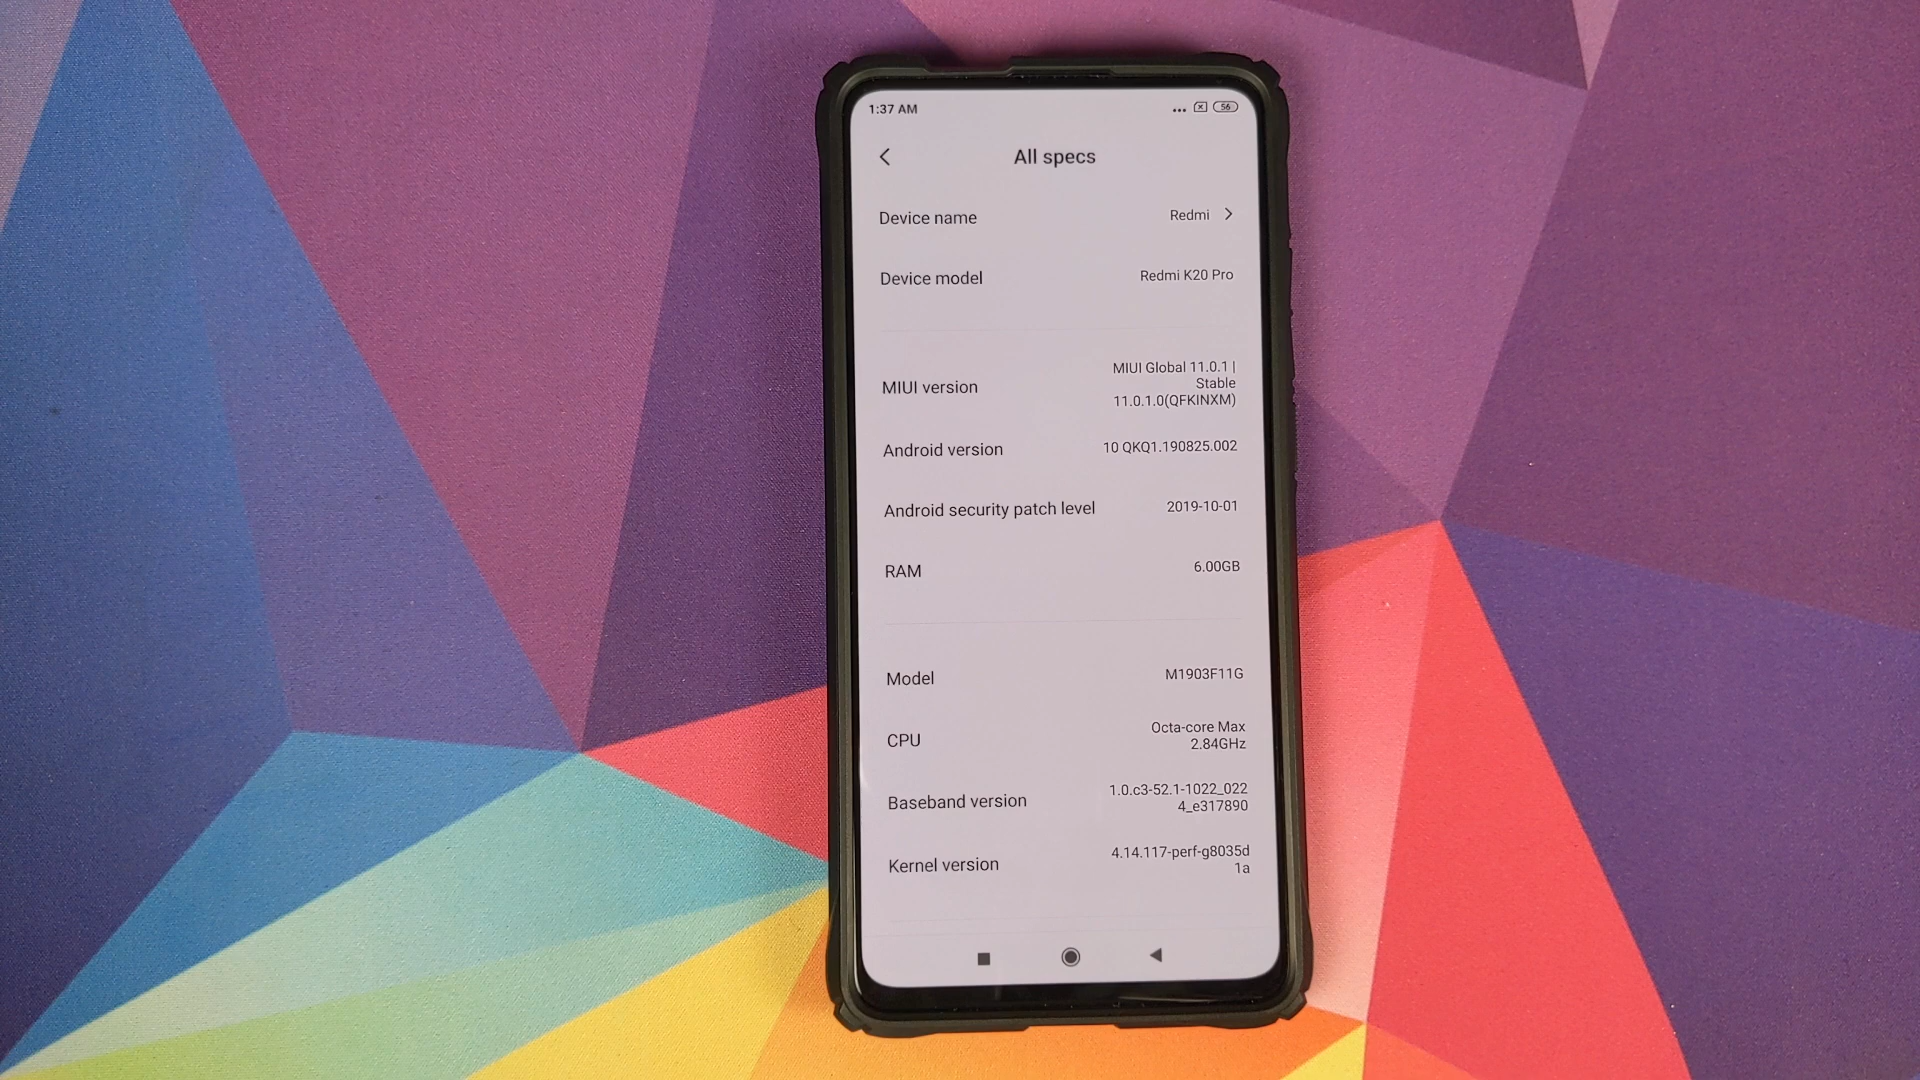 1:37 AM ... 56
All specs
Device name Redmi
Device model Redmi K20 Pro
MIUI version MIUI Global 11.0.1 |
Stable
11.0.1.0(QFKINXM)
Android version 10 QKQ1.190825.002
Android security patch level 2019-10-01
RAM 6.00GB
Model M1903F11G
CPU Octa-core Max
2.84GHz
Baseband version 1.0.c3-52.1-1022_022
4_e317890
Kernel version 4.14.117-perf-g8035d
1a